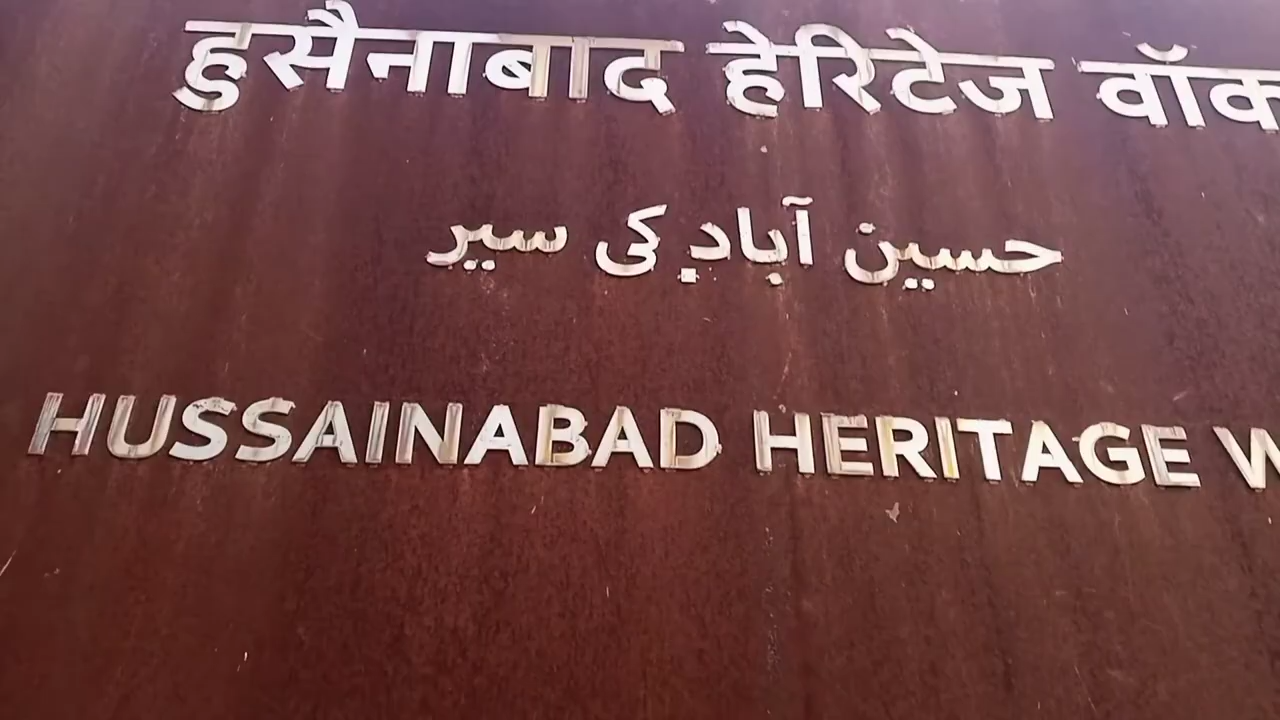 हुसैनाबाद हेरिटेज वॉक
حسین آباد کی سیر
HUSSAINABAD HERITAGE W